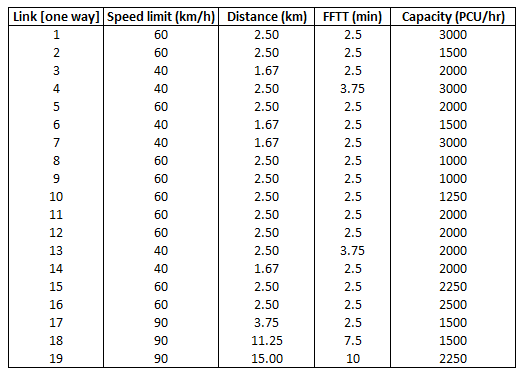 Link [one way] Speed limit (km/h) Distance (km) FFTT (min) Capacity (PCU/hr)
1 60 2.50 2.5 3000
2 60 2.50 2.5 1500
3 40 1.67 2.5 2000
4 40 2.50 3.75 3000
5 60 2.50 2.5 2000
6 40 1.67 2.5 1500
7 40 1.67 2.5 3000
8 60 2.50 2.5 1000
9 60 2.50 2.5 1000
10 60 2.50 2.5 1250
11 60 2.50 2.5 2000
12 60 2.50 2.5 2000
13 40 2.50 3.75 2000
14 40 1.67 2.5 2000
15 60 2.50 2.5 2250
16 60 2.50 2.5 2500
17 90 3.75 2.5 1500
18 90 11.25 7.5 1500
19 90 15.00 10 2250